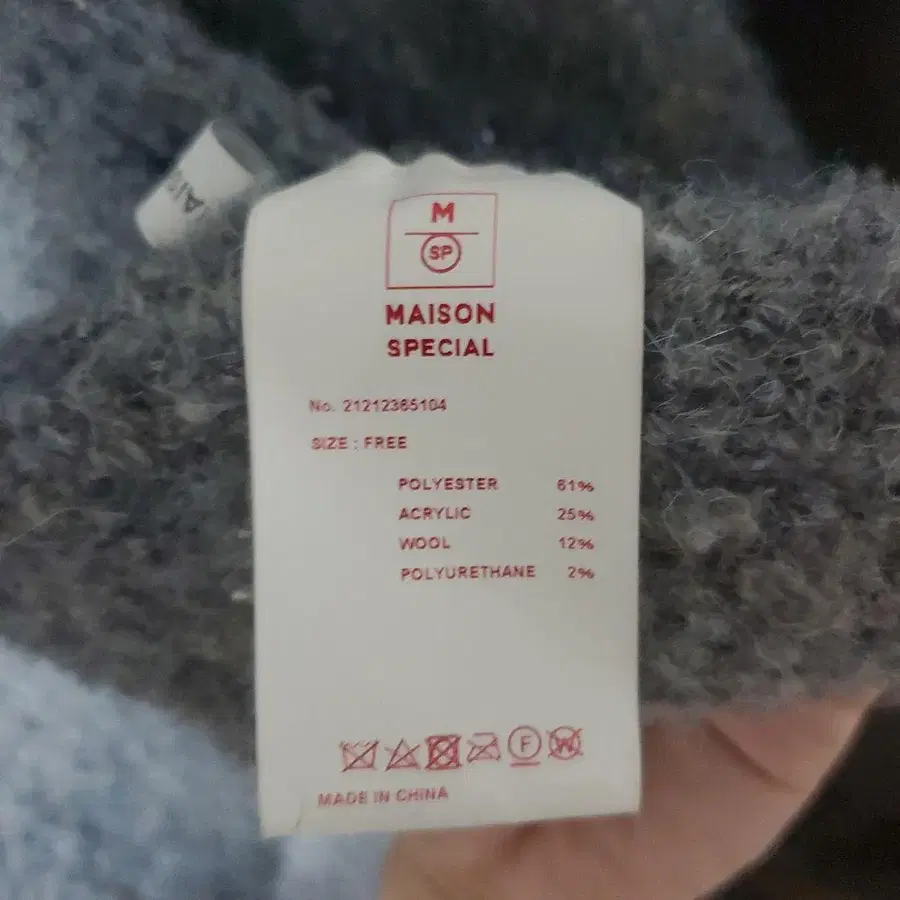 M
SP
MAISON
SPECIAL
No. 21212365104
SIZE : FREE
POLYESTER 61%
ACRYLIC 25%
WOOL 12%
POLYURETHANE 2%
F W
MADE IN CHINA